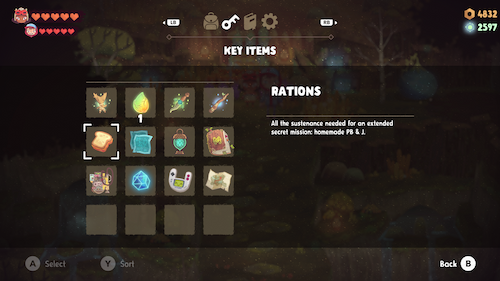 LB
RB
4832
2597
KEY ITEMS
1
RATIONS
All the sustenance needed for an extended
secret mission: homemade PB & J.
A Select
Y Sort
Back B